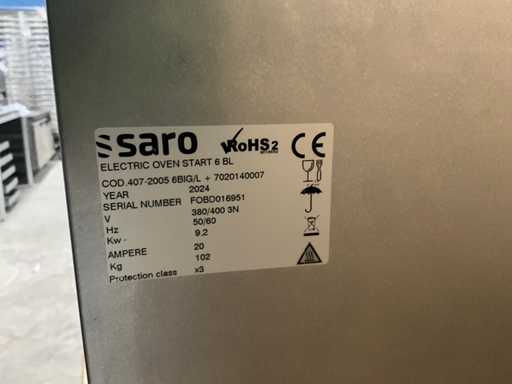 saro
RoHS2
CE
ELECTRIC OVEN START 6 BL
COD.407-2005 6BIG/L + 7020140007
YEAR 2024
SERIAL NUMBER FOBD016951
V 380/400 3N
Hz 50/60
Kw 9,2
AMPERE 20
Kg 102
Protection class x3